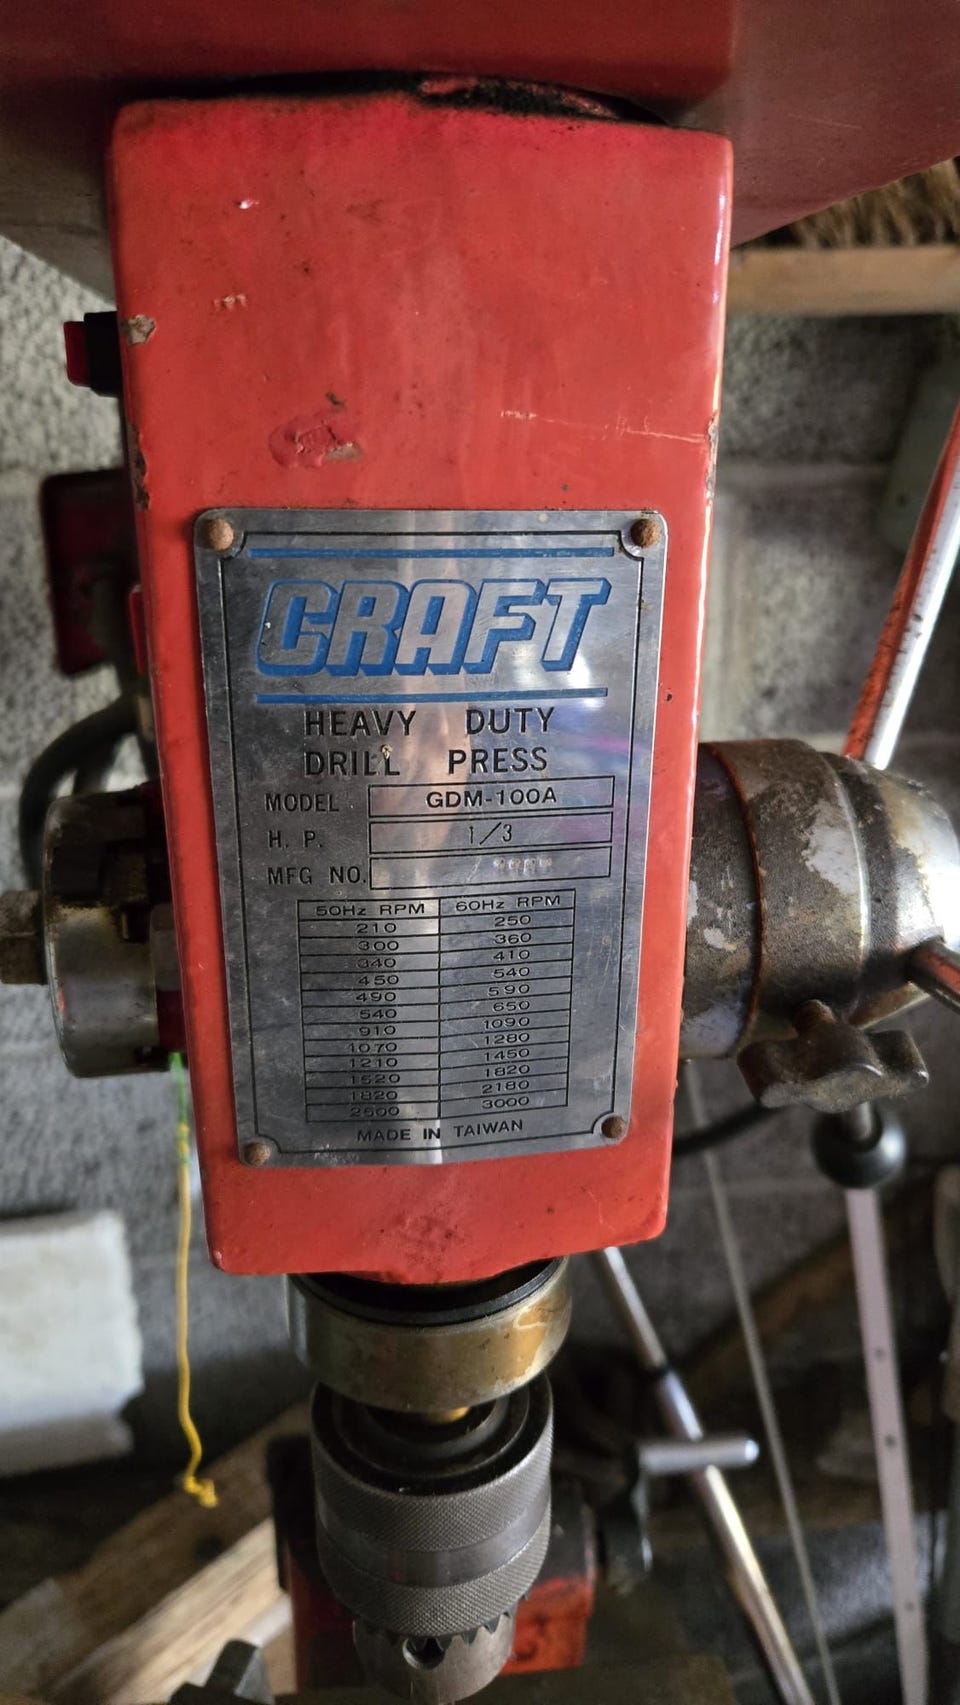 CRAFT
HEAVY DUTY
DRILL PRESS
MODEL GDM-100A
H. P. 1/3
MFG NO.
50Hz RPM 60Hz RPM
210 250
300 360
340 410
450 540
490 590
540 650
910 1090
1070 1280
1210 1450
1520 1820
1820 2180
2500 3000
MADE IN TAIWAN